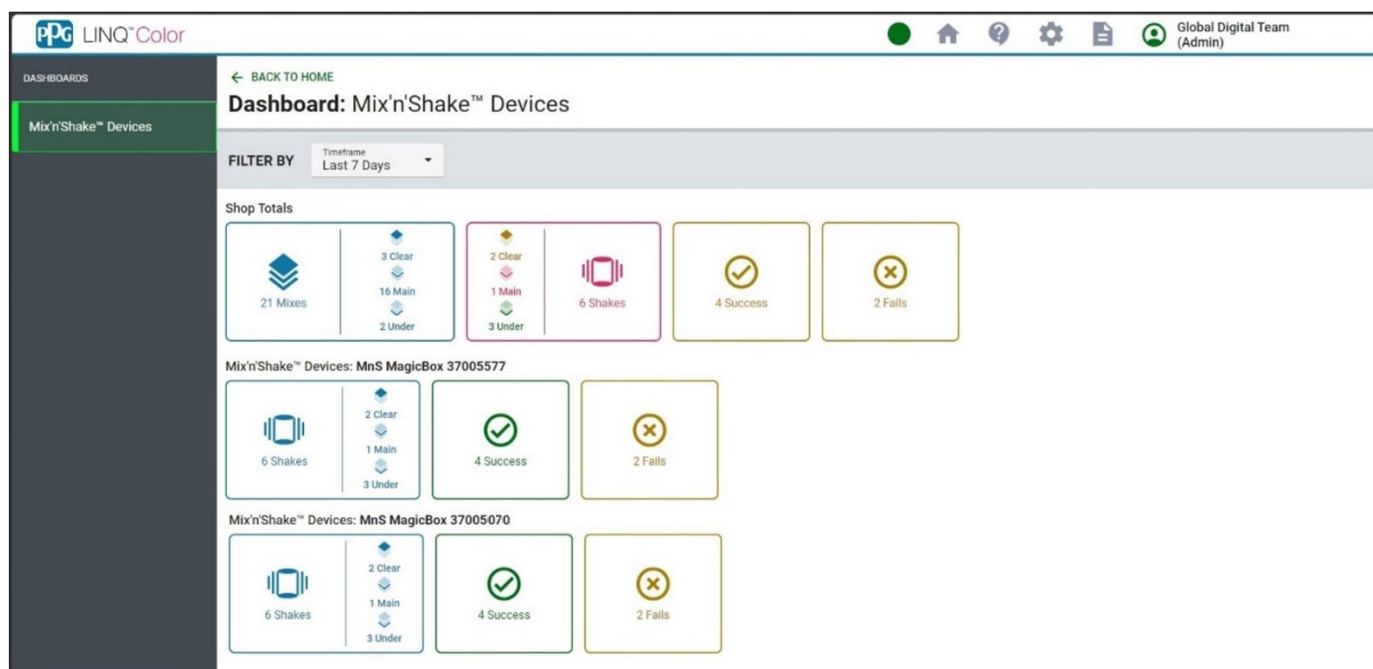 PPG LINQ™Color
Global Digital Team
(Admin)
DASHBOARDS
Mix'n'Shake™ Devices
← BACK TO HOME
Dashboard: Mix'n'Shake™ Devices
FILTER BY
Timeframe
Last 7 Days
Shop Totals
21 Mixes
3 Clear
16 Main
2 Under
2 Clear
1 Main
3 Under
6 Shakes
4 Success
2 Fails
Mix'n'Shake™ Devices: MnS MagicBox 37005577
6 Shakes
2 Clear
1 Main
3 Under
4 Success
2 Fails
Mix'n'Shake™ Devices: MnS MagicBox 37005070
6 Shakes
2 Clear
1 Main
3 Under
4 Success
2 Fails